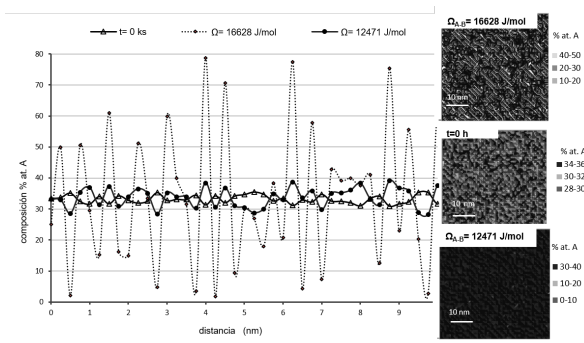 t= 0 ks
Ω= 16628 J/mol
Ω= 12471 J/mol
composición % at. A
80
70
60
50
40
30
20
10
0
0 1 2 3 4 5 6 7 8 9
distancia (nm)
Ω_A-B= 16628 J/mol
% at. A
40-50
20-30
10-20
10 nm
t=0 h
% at. A
34-36
30-32
28-30
10 nm
Ω_A-B= 12471 J/mol
% at. A
30-40
10-20
0-10
10 nm